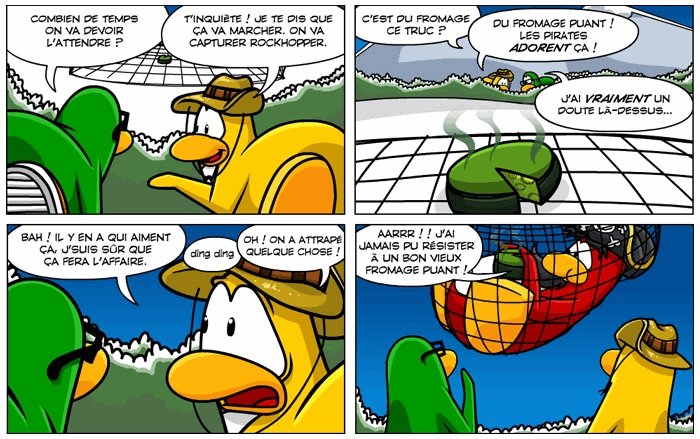 COMBIEN DE TEMPS
ON VA DEVOIR
L'ATTENDRE ?
T'INQUIÈTE ! JE TE DIS QUE
ÇA VA MARCHER. ON VA
CAPTURER ROCKHOPPER.
C'EST DU FROMAGE
CE TRUC ?
DU FROMAGE PUANT !
LES PIRATES
ADORENT ÇA !
J'AI VRAIMENT UN
DOUTE LÀ-DESSUS...
BAH ! IL Y EN A QUI AIMENT
ÇA. J'SUIS SÛR QUE
ÇA FERA L'AFFAIRE.
ding ding
OH ! ON A ATTRAPÉ
QUELQUE CHOSE !
AARRR ! ! J'AI
JAMAIS PU RÉSISTER
À UN BON VIEUX
FROMAGE PUANT !